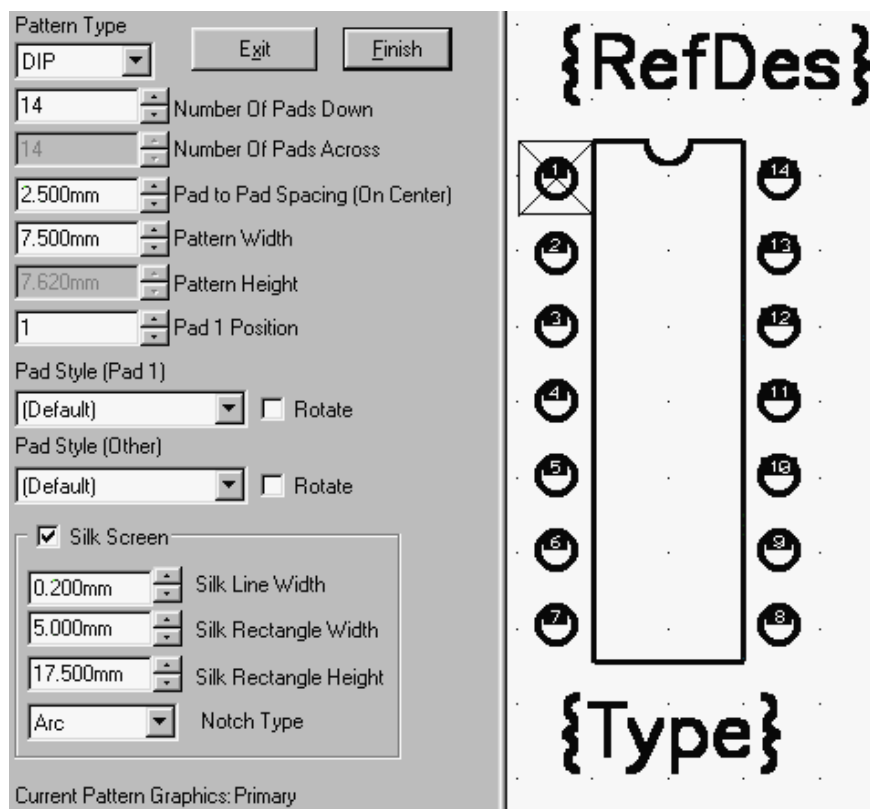 Pattern Type
DIP
Exit
Finish
14
Number Of Pads Down
14
Number Of Pads Across
2.500mm
Pad to Pad Spacing (On Center)
7.500mm
Pattern Width
7.620mm
Pattern Height
1
Pad 1 Position
Pad Style (Pad 1)
(Default)
Rotate
Pad Style (Other)
(Default)
Rotate
Silk Screen
0.200mm
Silk Line Width
5.000mm
Silk Rectangle Width
17.500mm
Silk Rectangle Height
Arc
Notch Type
Current Pattern Graphics: Primary
{RefDes}
1
14
2
13
3
12
4
11
5
10
6
9
7
8
{Type}